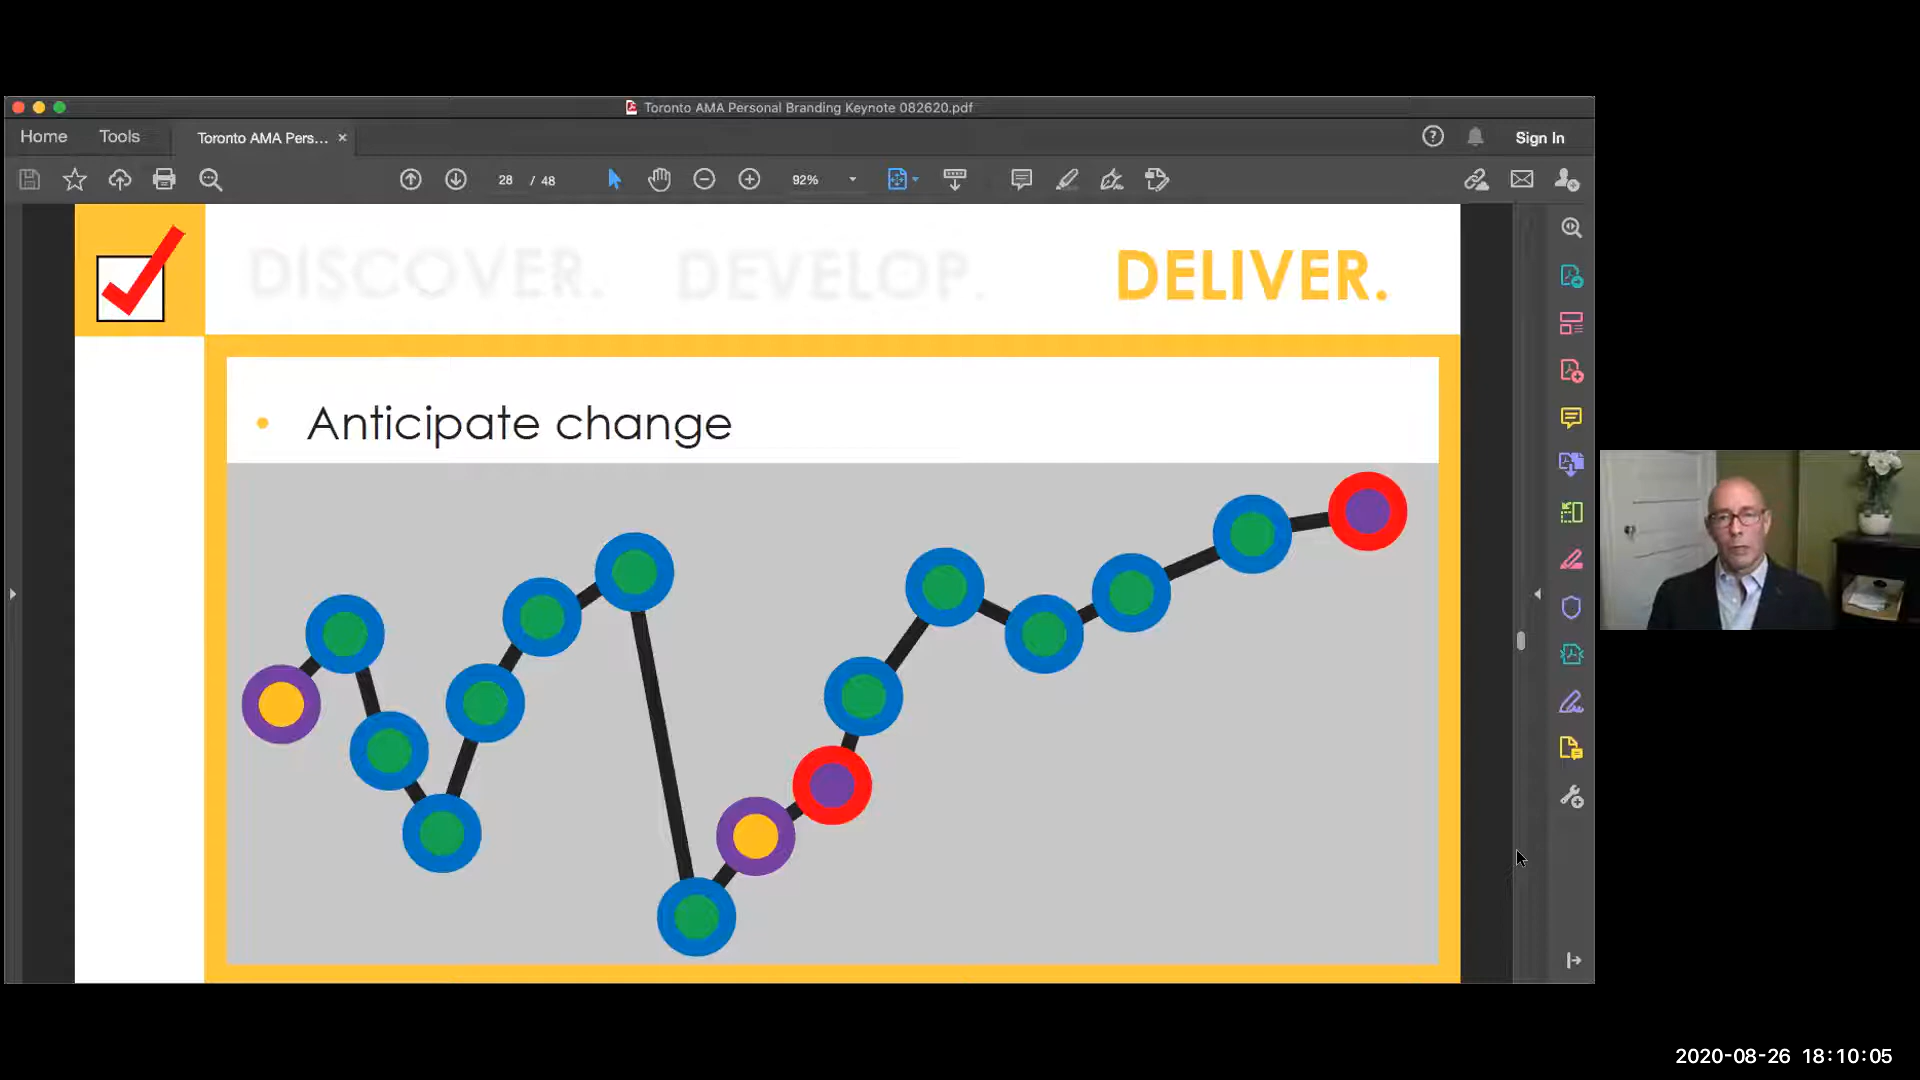 Toronto AMA Personal Branding Keynote 082620.pdf
Home Tools Toronto AMA Pers... × Sign In
28 / 48 92%
DISCOVER. DEVELOP. DELIVER.
• Anticipate change
2020-08-26 18:10:05